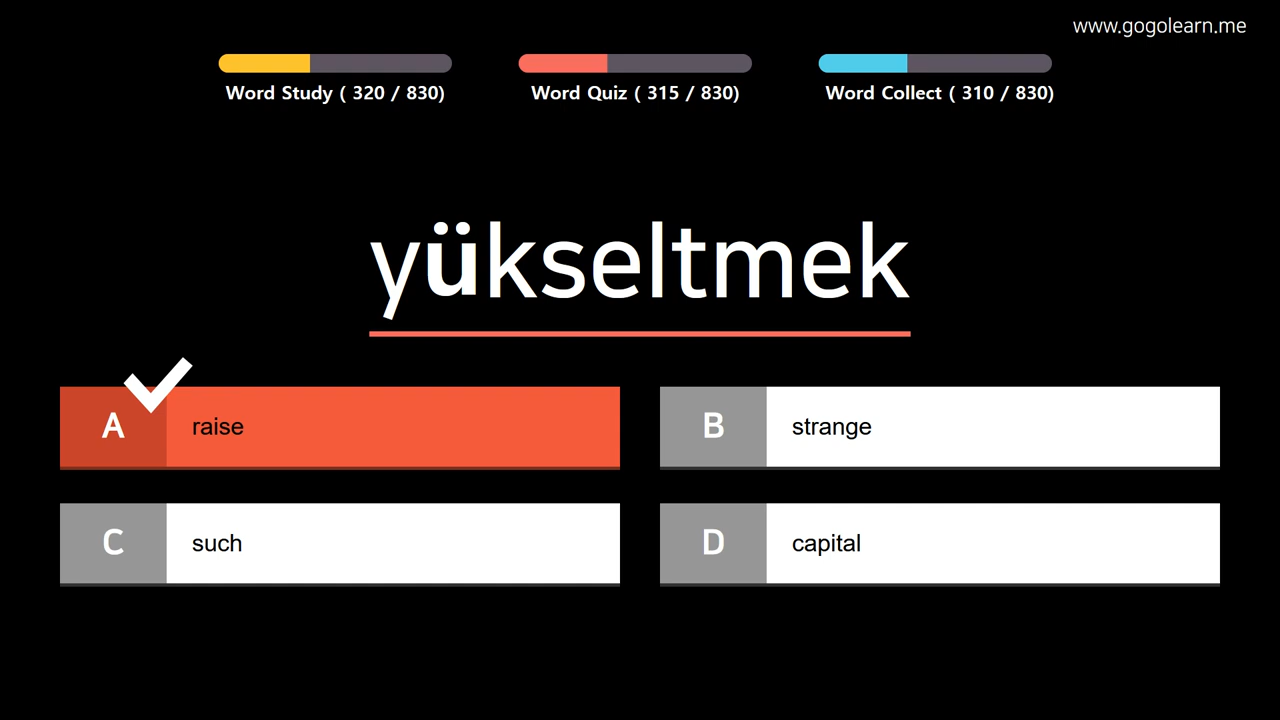 www.gogolearn.me
Word Study ( 320 / 830)
Word Quiz ( 315 / 830)
Word Collect ( 310 / 830)
yükseltmek
A raise
B strange
C such
D capital